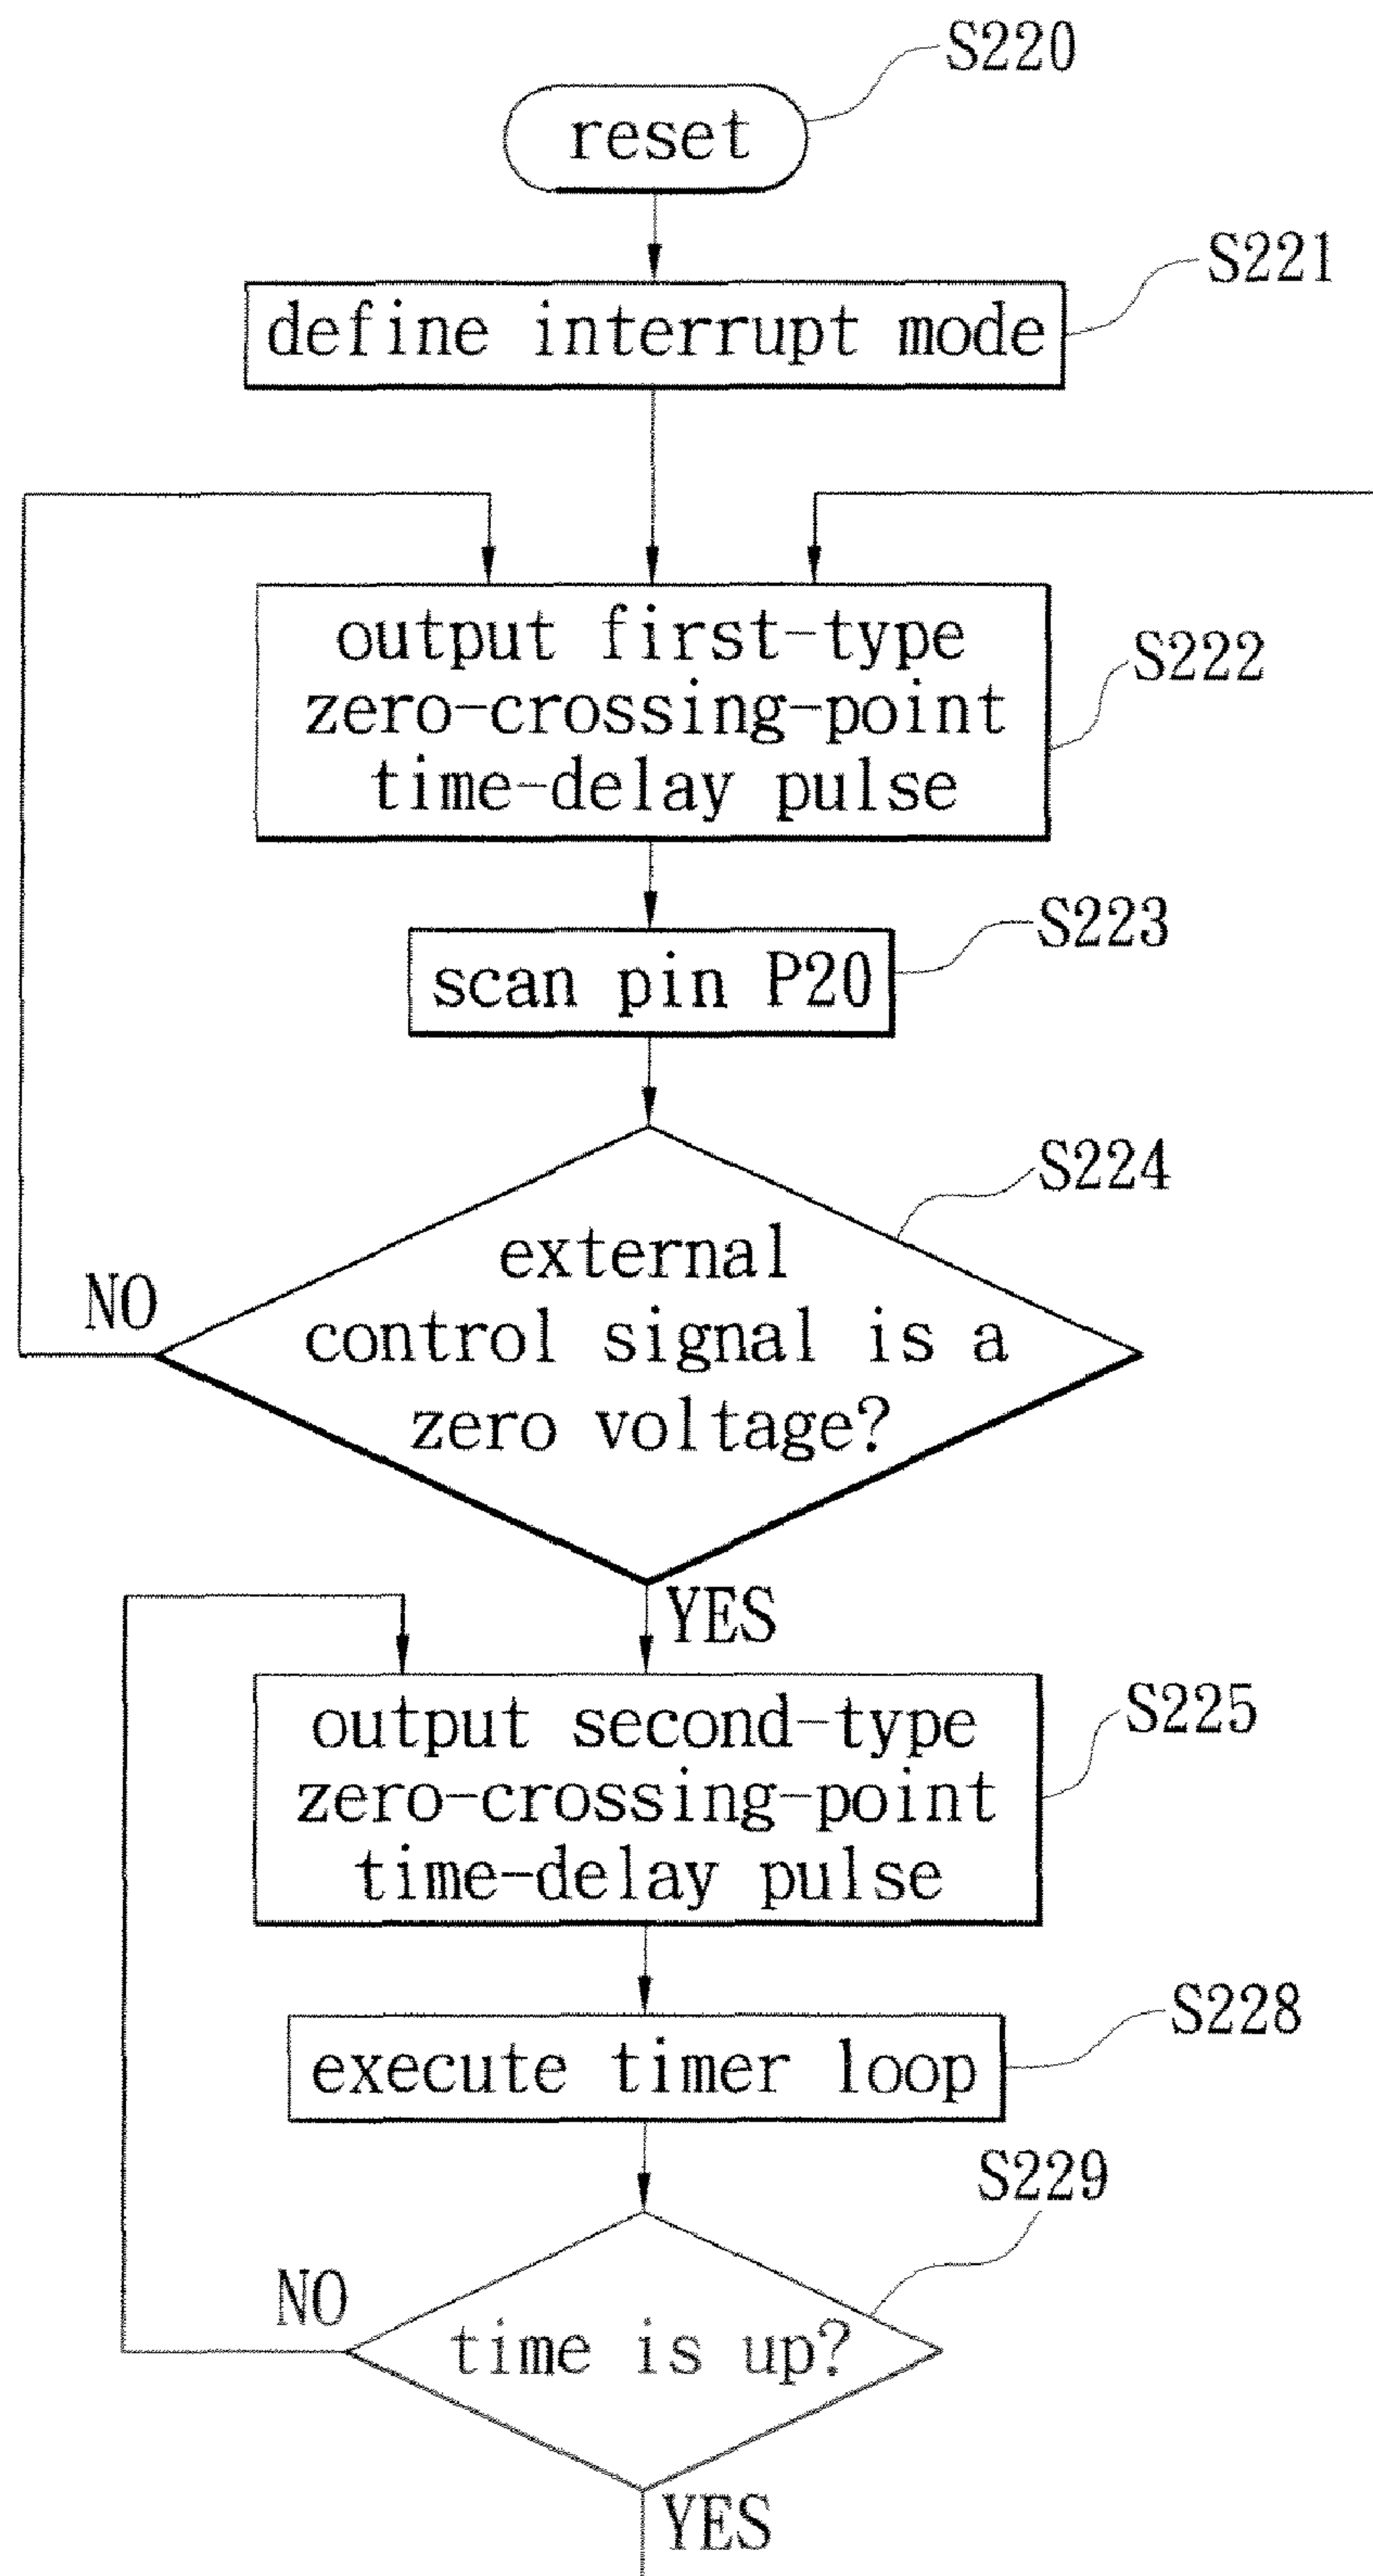 S220
reset
S221
define interrupt mode
output first-type
zero-crossing-point
time-delay pulse
S222
S223
scan pin P20
S224
external
control signal is a
zero voltage?
NO
YES
output second-type
zero-crossing-point
time-delay pulse
S225
S228
execute timer loop
S229
NO
time is up?
YES